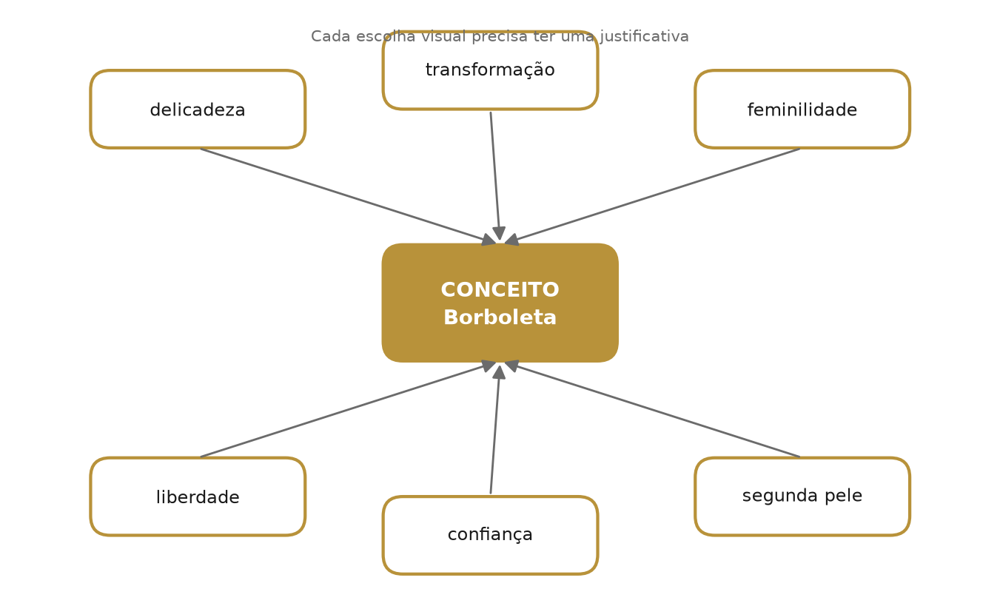 Cada escolha visual precisa ter uma justificativa
transformação
delicadeza
feminilidade
CONCEITO
Borboleta
liberdade
segunda pele
confiança